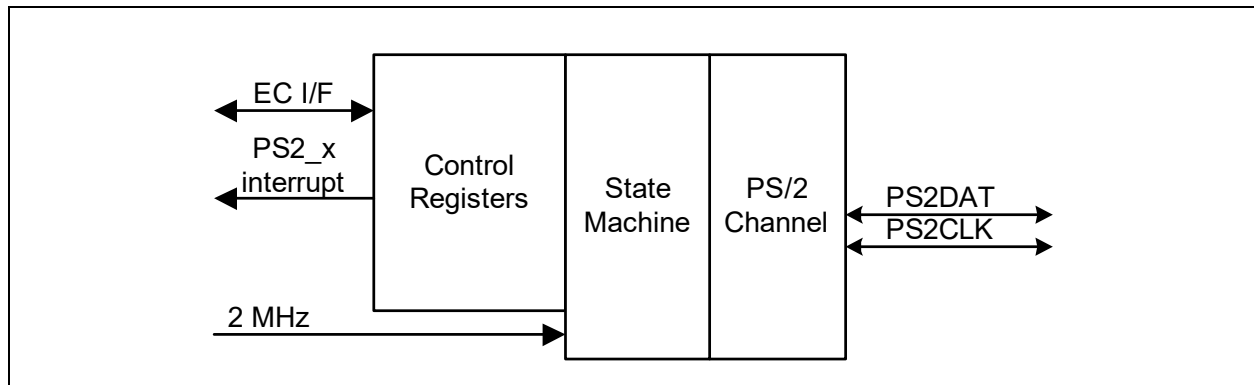 EC I/F
PS2_x
interrupt
Control
Registers
State
Machine
PS/2
Channel
PS2DAT
PS2CLK
2 MHz